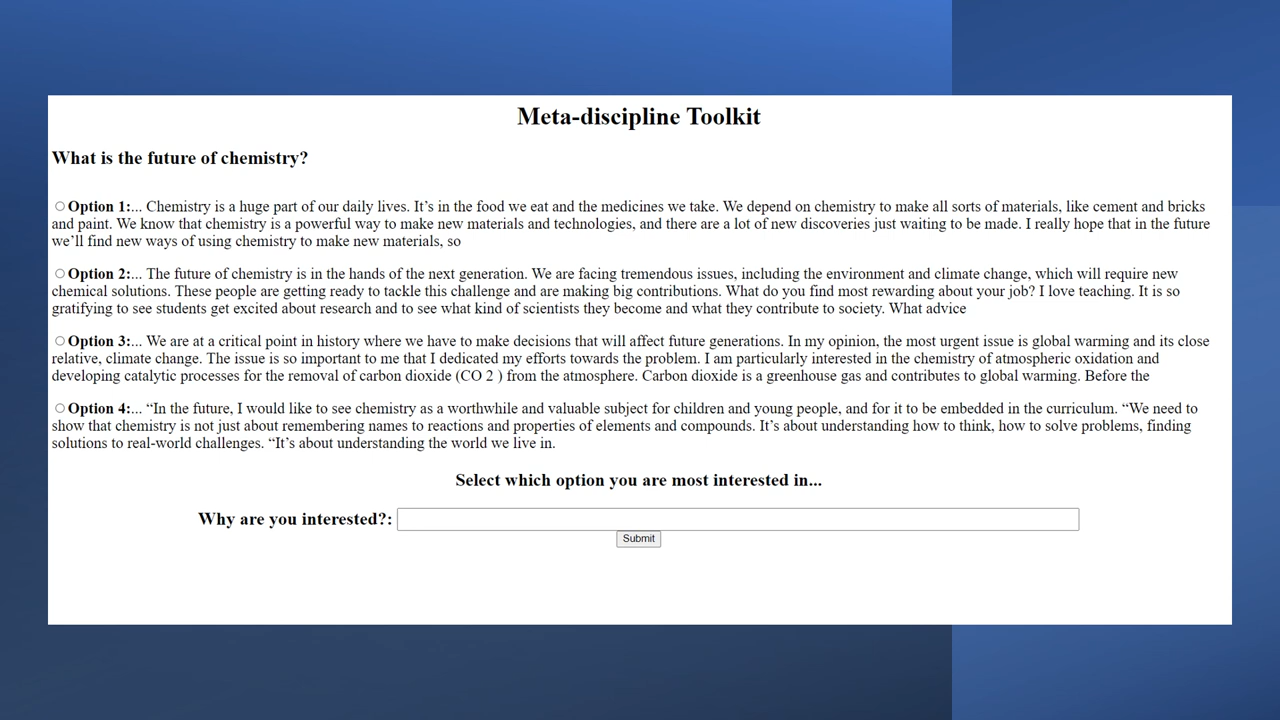 Meta-discipline Toolkit
What is the future of chemistry?
Option 1:... Chemistry is a huge part of our daily lives. It’s in the food we eat and the medicines we take. We depend on chemistry to make all sorts of materials, like cement and bricks
and paint. We know that chemistry is a powerful way to make new materials and technologies, and there are a lot of new discoveries just waiting to be made. I really hope that in the future
we’ll find new ways of using chemistry to make new materials, so
Option 2:... The future of chemistry is in the hands of the next generation. We are facing tremendous issues, including the environment and climate change, which will require new
chemical solutions. These people are getting ready to tackle this challenge and are making big contributions. What do you find most rewarding about your job? I love teaching. It is so
gratifying to see students get excited about research and to see what kind of scientists they become and what they contribute to society. What advice
Option 3:... We are at a critical point in history where we have to make decisions that will affect future generations. In my opinion, the most urgent issue is global warming and its close
relative, climate change. The issue is so important to me that I dedicated my efforts towards the problem. I am particularly interested in the chemistry of atmospheric oxidation and
developing catalytic processes for the removal of carbon dioxide (CO 2 ) from the atmosphere. Carbon dioxide is a greenhouse gas and contributes to global warming. Before the
Option 4:... “In the future, I would like to see chemistry as a worthwhile and valuable subject for children and young people, and for it to be embedded in the curriculum. “We need to
show that chemistry is not just about remembering names to reactions and properties of elements and compounds. It’s about understanding how to think, how to solve problems, finding
solutions to real-world challenges. “It’s about understanding the world we live in.
Select which option you are most interested in...
Why are you interested?:
Submit